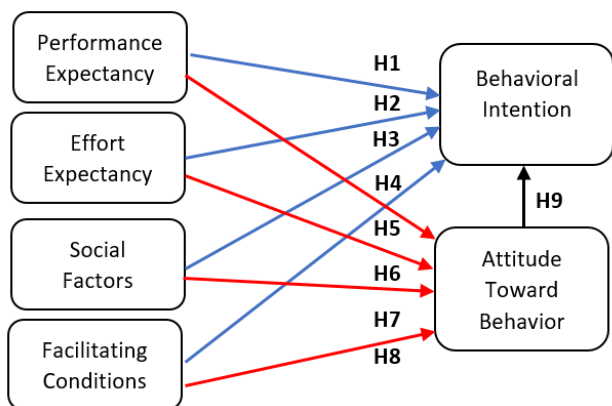 Performance
Expectancy
Effort
Expectancy
Social
Factors
Facilitating
Conditions
H1
H2
H3
H4
H5
H6
H7
H8
Behavioral
Intention
H9
Attitude
Toward
Behavior